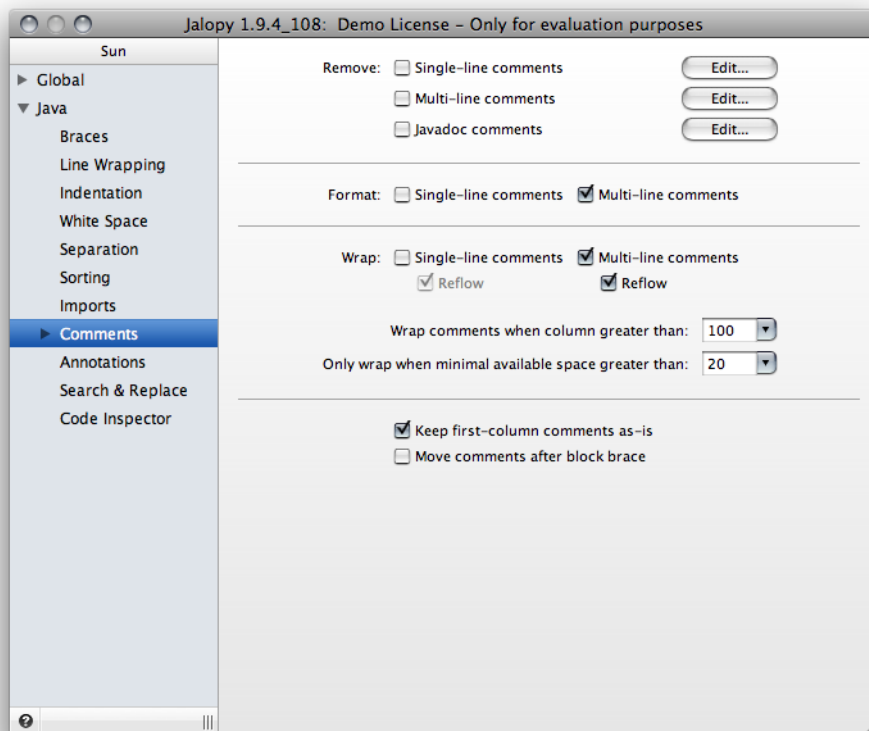 Jalopy 1.9.4_108:  Demo License – Only for evaluation purposes
Sun
Global
Java
Braces
Line Wrapping
Indentation
White Space
Separation
Sorting
Imports
Comments
Annotations
Search & Replace
Code Inspector
Remove: Single-line comments Edit...
Multi-line comments Edit...
Javadoc comments Edit...
Format: Single-line comments Multi-line comments
Wrap: Single-line comments Multi-line comments
Reflow Reflow
Wrap comments when column greater than: 100
Only wrap when minimal available space greater than: 20
Keep first-column comments as-is
Move comments after block brace
?